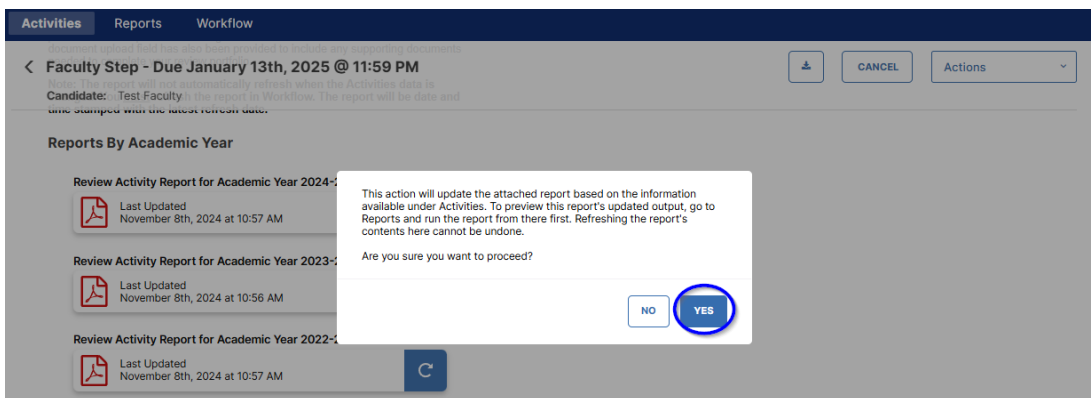 Activities Reports Workflow
document upload field has also been provided to include any supporting documents
Faculty Step - Due January 13th, 2025 @ 11:59 PM
CANCEL
Actions
Note: The report will not automatically refresh when the Activities data is
Candidate: Test Faculty
the report in Workflow. The report will be date and
time stamped with the latest refresh date.
Reports By Academic Year
Review Activity Report for Academic Year 2024-2
Last Updated
November 8th, 2024 at 10:57 AM
This action will update the attached report based on the information
available under Activities. To preview this report's updated output, go to
Reports and run the report from there first. Refreshing the report's
contents here cannot be undone.
Are you sure you want to proceed?
NO
YES
Review Activity Report for Academic Year 2023-2
Last Updated
November 8th, 2024 at 10:56 AM
Review Activity Report for Academic Year 2022-2
Last Updated
November 8th, 2024 at 10:57 AM